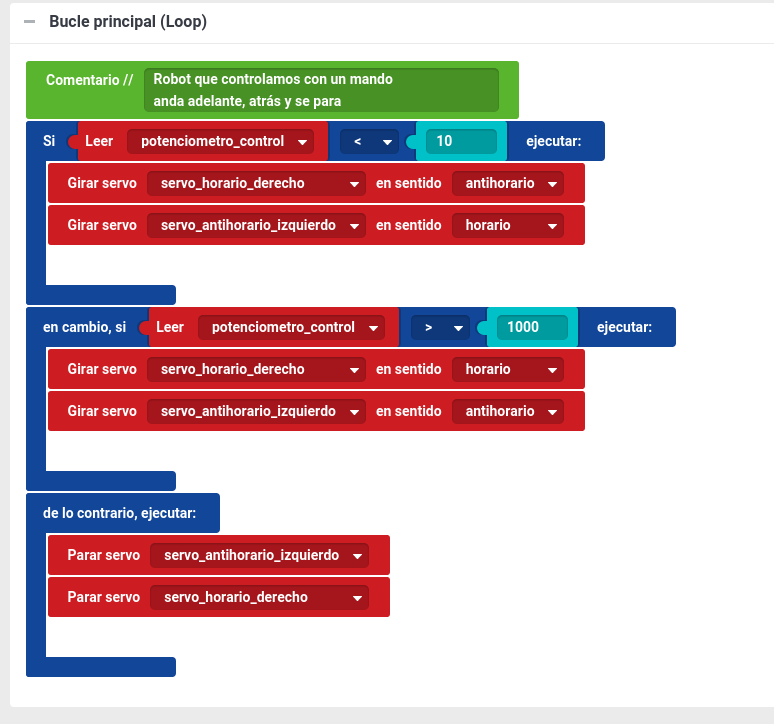 Bucle principal (Loop)
Comentario // Robot que controlamos con un mando
anda adelante, atrás y se para
Si Leer potenciometro_control < 10 ejecutar:
Girar servo servo_horario_derecho en sentido antihorario
Girar servo servo_antihorario_izquierdo en sentido horario
en cambio, si Leer potenciometro_control > 1000 ejecutar:
Girar servo servo_horario_derecho en sentido horario
Girar servo servo_antihorario_izquierdo en sentido antihorario
de lo contrario, ejecutar:
Parar servo servo_antihorario_izquierdo
Parar servo servo_horario_derecho